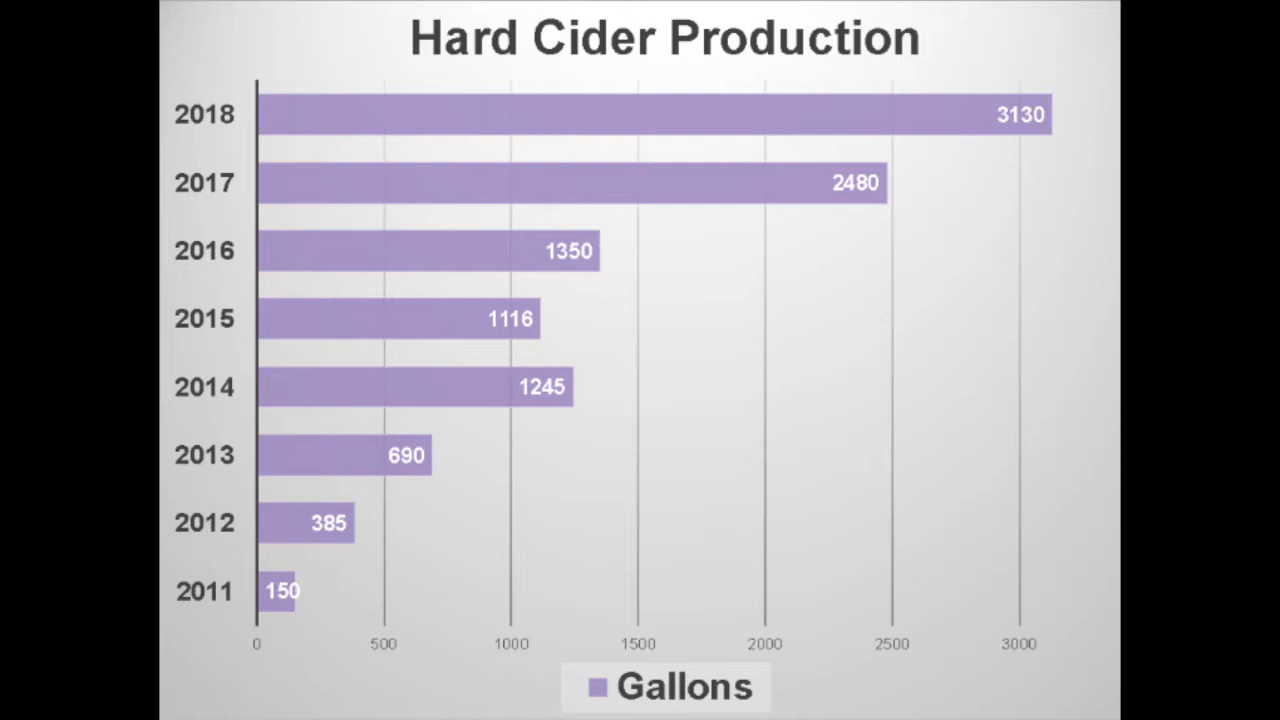 Hard Cider Production
2018 3130
2017 2480
2016 1350
2015 1116
2014 1245
2013 690
2012 385
2011 150
0 500 1000 1500 2000 2500 3000
Gallons